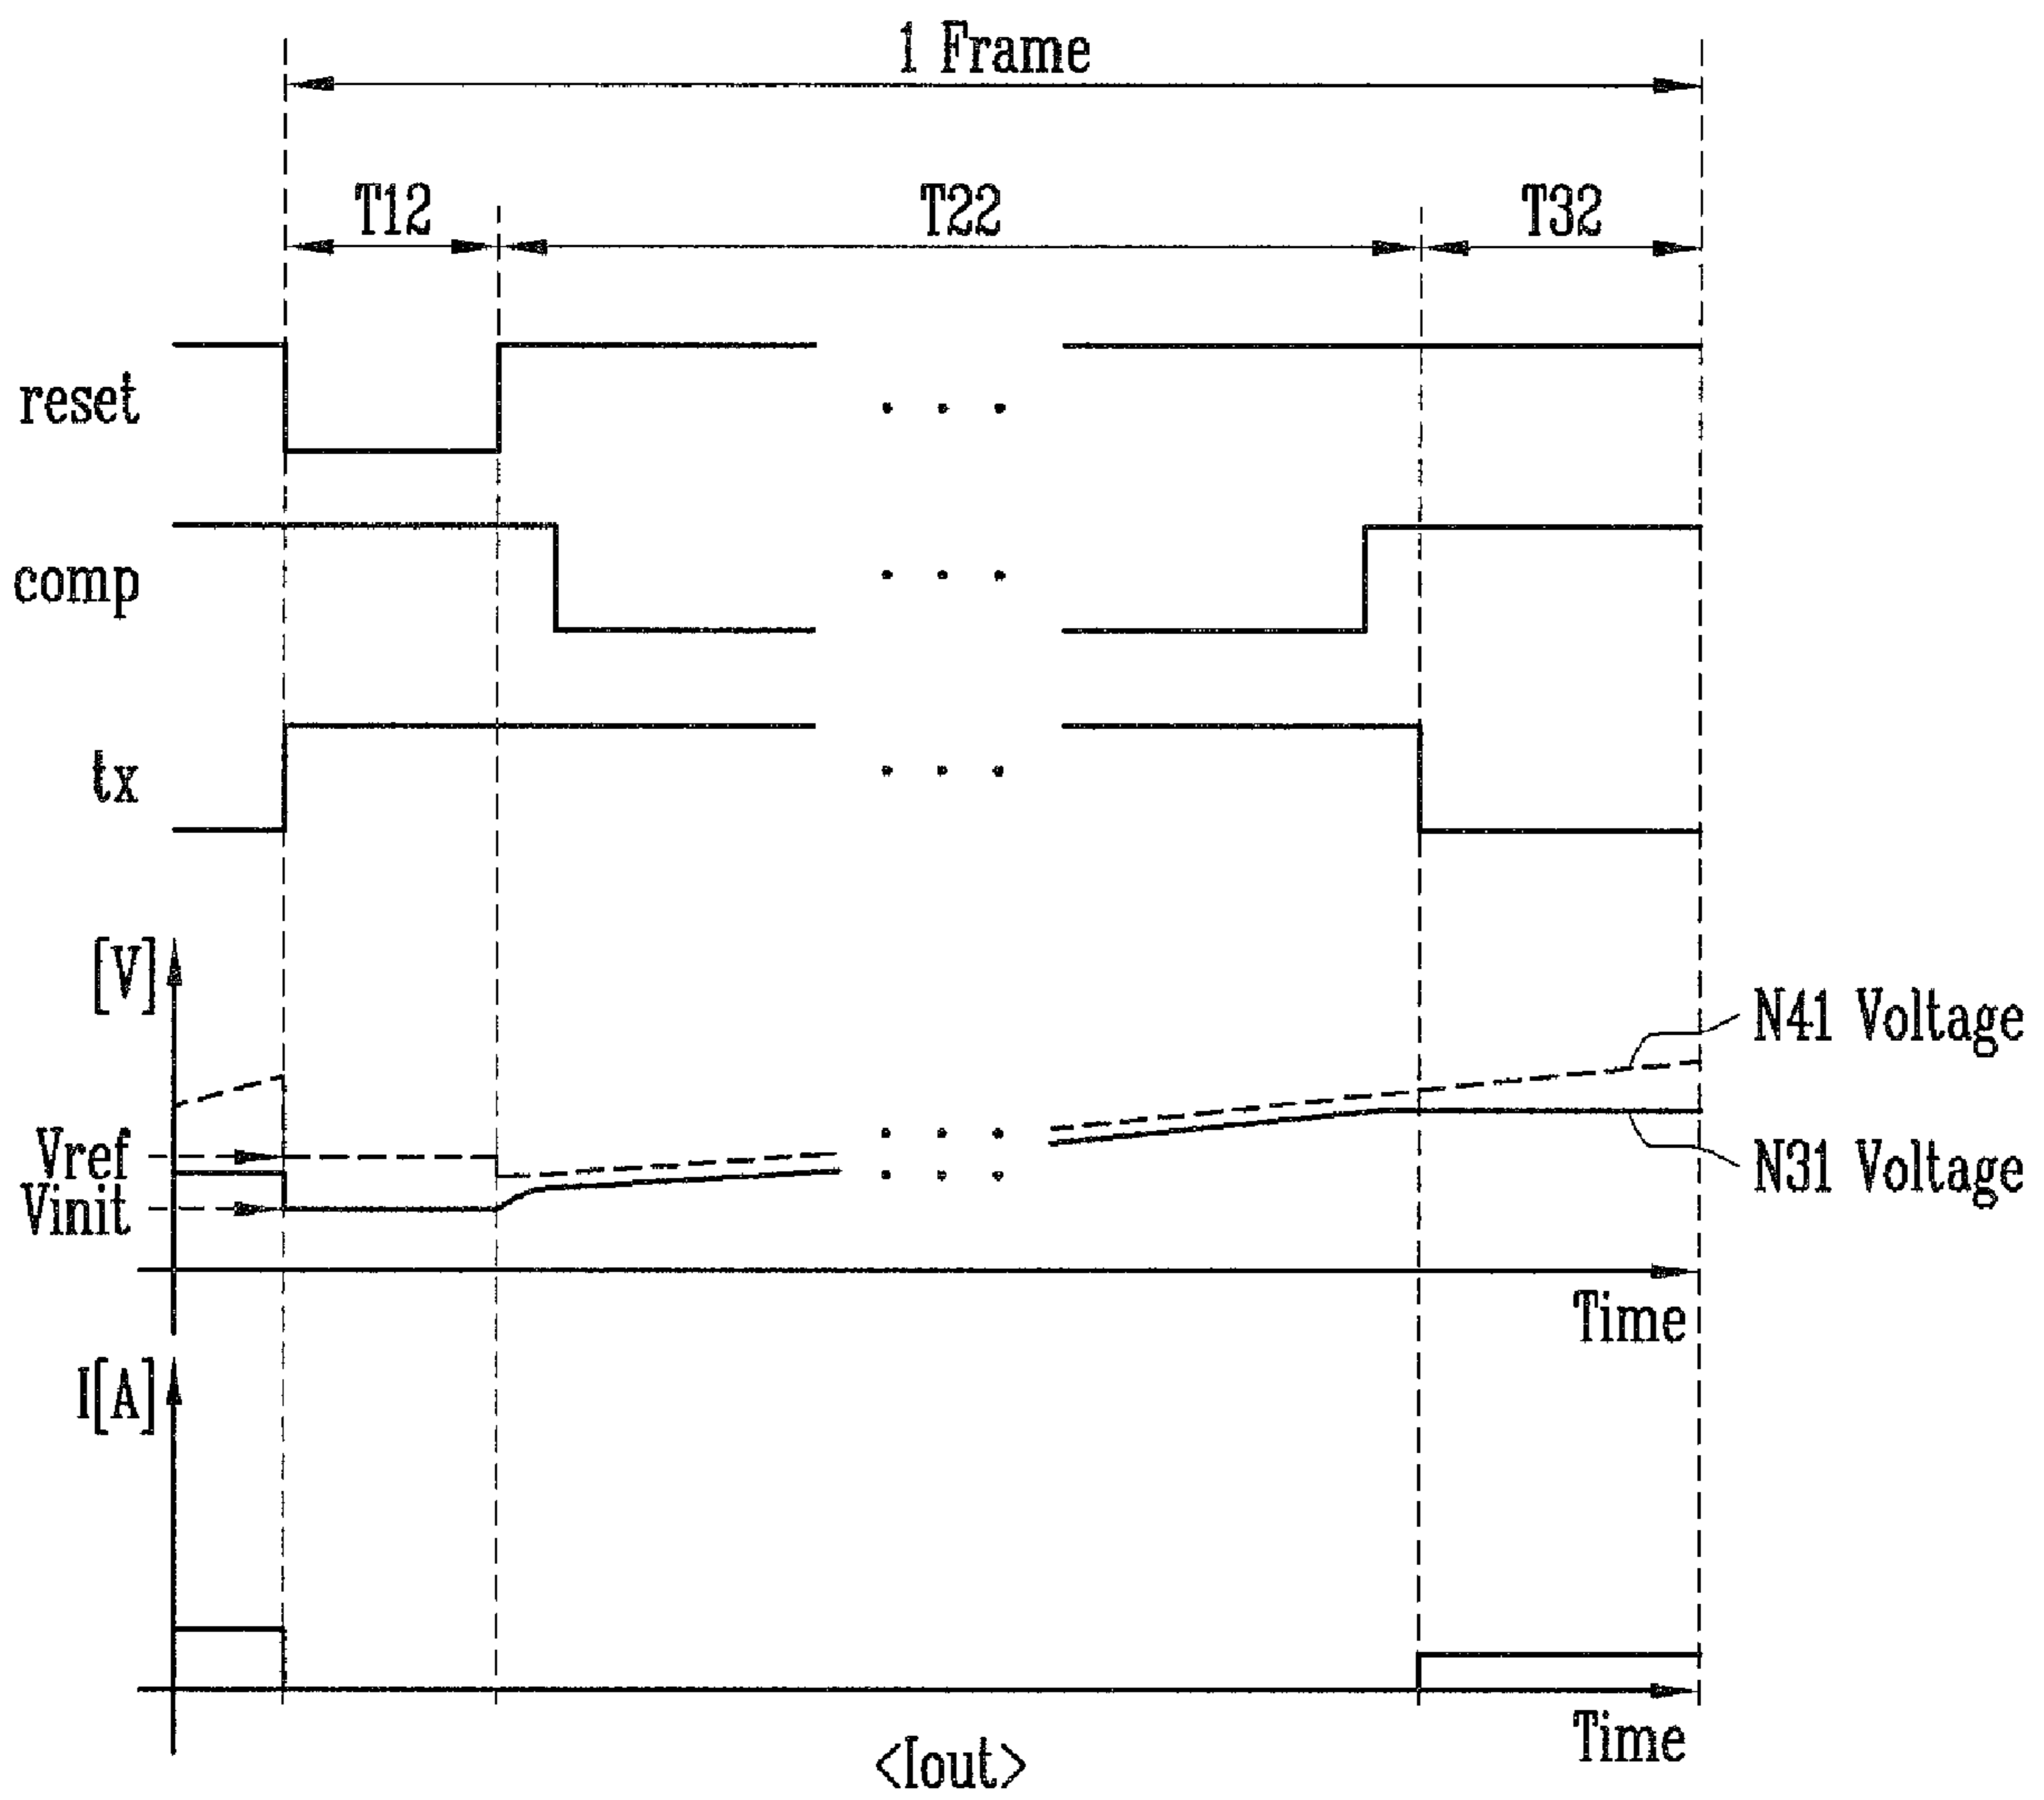 1 Frame
T12
T22
T32
reset
comp
tx
[V]
N41 Voltage
Vref
N31 Voltage
Vinit
Time
I[A]
Time
<Iout>